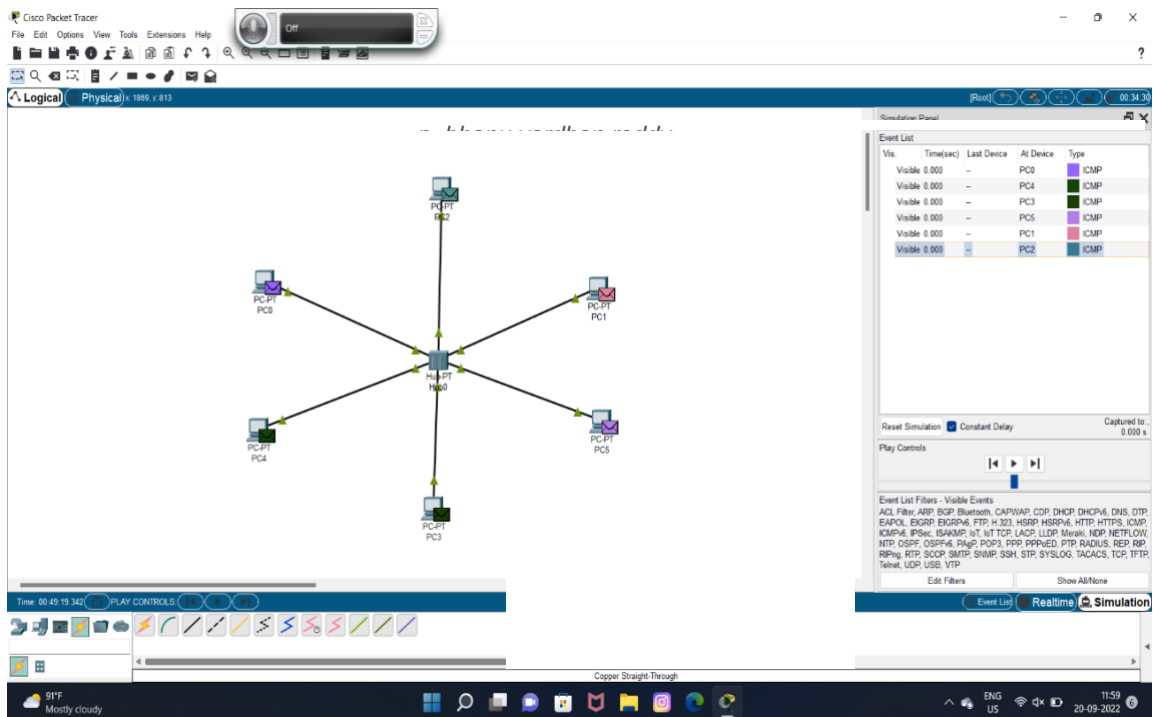 Cisco Packet Tracer
File Edit Options View Tools Extensions Help
Off
?
Logical Physical x: 1869, y: 813
[Root] 00:34:30
Simulation Panel
Event List
Vis. Time(sec) Last Device At Device Type
Visible 0.000 -- PC0 ICMP
Visible 0.000 -- PC4 ICMP
Visible 0.000 -- PC3 ICMP
Visible 0.000 -- PC5 ICMP
Visible 0.000 -- PC1 ICMP
Visible 0.000 -- PC2 ICMP
PC-PT
PC2
PC-PT
PC0
PC-PT
PC1
Hub-PT
Hub0
PC-PT
PC4
PC-PT
PC5
PC-PT
PC3
Reset Simulation Constant Delay
Captured to:
0.000 s
Play Controls
Event List Filters - Visible Events
ACL Filter, ARP, BGP, Bluetooth, CAPWAP, CDP, DHCP, DHCPv6, DNS, DTP,
EAPOL, EIGRP, EIGRPv6, FTP, H.323, HSRP, HSRPv6, HTTP, HTTPS, ICMP,
ICMPv6, IPSec, ISAKMP, IoT, IoT TCP, LACP, LLDP, Meraki, NDP, NETFLOW,
NTP, OSPF, OSPFv6, PAgP, POP3, PPP, PPPoED, PTP, RADIUS, REP, RIP,
RIPng, RTP, SCCP, SMTP, SNMP, SSH, STP, SYSLOG, TACACS, TCP, TFTP,
Telnet, UDP, USB, VTP
Edit Filters Show All/None
Time: 00:49:19.342 PLAY CONTROLS:
Event List Realtime Simulation
Copper Straight-Through
91°F
Mostly cloudy
ENG
US
11:59
20-09-2022
6